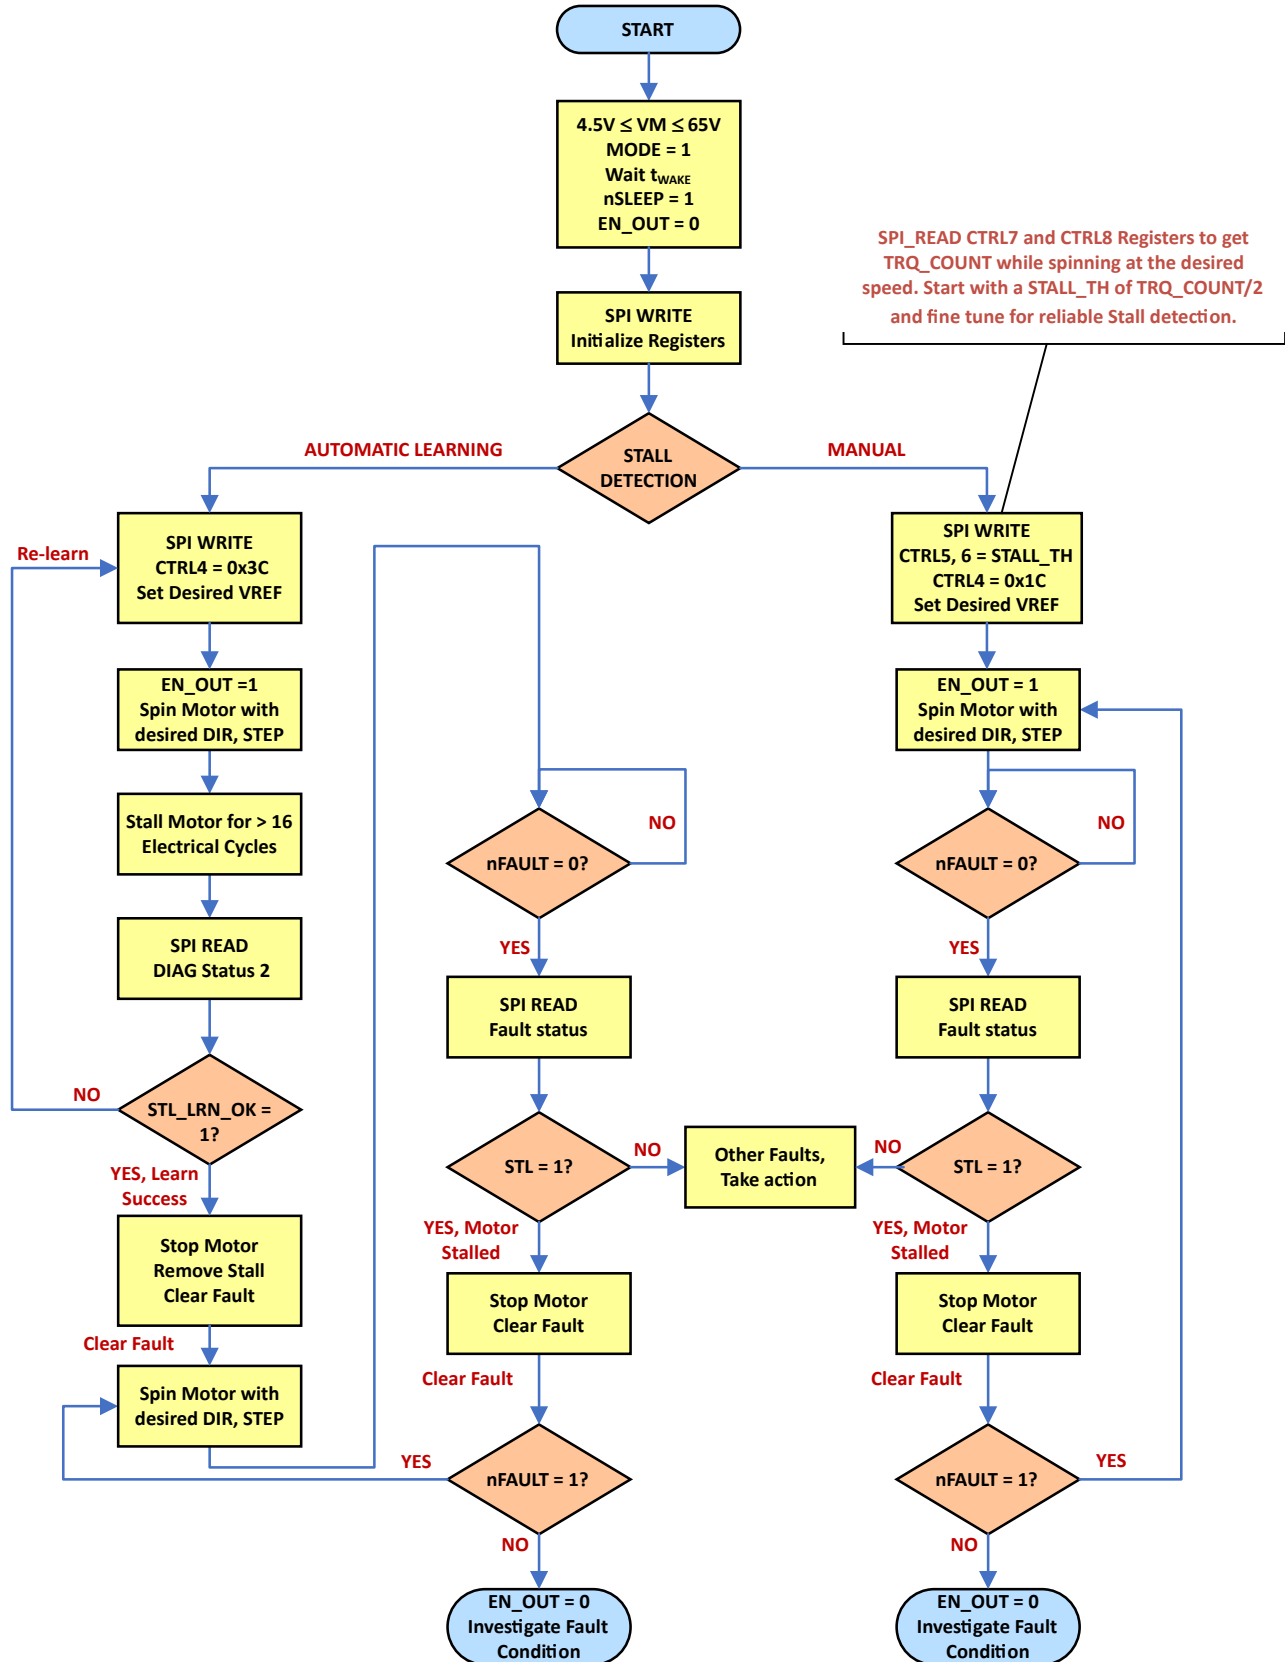 START
4.5V ≤ VM ≤ 65V
MODE = 1
Wait tWAKE
nSLEEP = 1
EN_OUT = 0
SPI WRITE
Initialize Registers
SPI_READ CTRL7 and CTRL8 Registers to get
TRQ_COUNT while spinning at the desired
speed. Start with a STALL_TH of TRQ_COUNT/2
and fine tune for reliable Stall detection.
STALL
DETECTION
AUTOMATIC LEARNING
MANUAL
Re-learn
SPI WRITE
CTRL4 = 0x3C
Set Desired VREF
EN_OUT =1
Spin Motor with
desired DIR, STEP
Stall Motor for > 16
Electrical Cycles
SPI READ
DIAG Status 2
STL_LRN_OK =
1?
NO
YES, Learn
Success
Stop Motor
Remove Stall
Clear Fault
Clear Fault
Spin Motor with
desired DIR, STEP
nFAULT = 0?
NO
YES
SPI READ
Fault status
STL = 1?
NO
Other Faults,
Take action
YES, Motor
Stalled
Stop Motor
Clear Fault
Clear Fault
nFAULT = 1?
YES
NO
EN_OUT = 0
Investigate Fault
Condition
SPI WRITE
CTRL5, 6 = STALL_TH
CTRL4 = 0x1C
Set Desired VREF
EN_OUT = 1
Spin Motor with
desired DIR, STEP
nFAULT = 0?
NO
YES
SPI READ
Fault status
STL = 1?
NO
YES, Motor
Stalled
Stop Motor
Clear Fault
Clear Fault
nFAULT = 1?
YES
NO
EN_OUT = 0
Investigate Fault
Condition